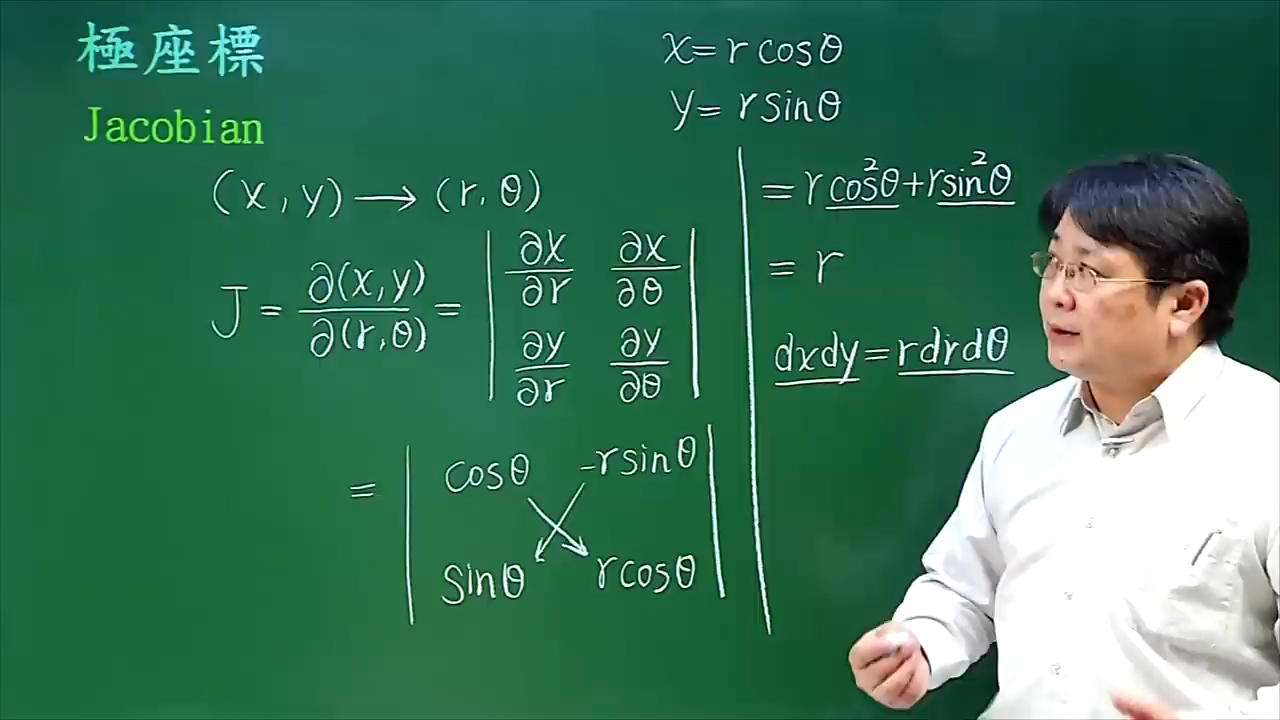 極座標
Jacobian
x = r cosθ
y = r sinθ
(x, y) → (r, θ)
J = ∂(x, y)/∂(r, θ) = | ∂x/∂r ∂x/∂θ |
| ∂y/∂r ∂y/∂θ |
= | cosθ -r sinθ |
| sinθ r cosθ |
= r cos²θ + r sin²θ
= r
dxdy = rdrdθ